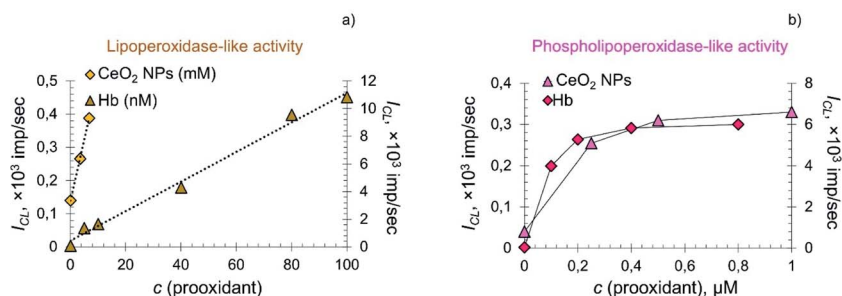 a)
Lipoperoxidase-like activity
CeO₂ NPs (mM)
Hb (nM)
I_CL, ×10³ imp/sec
0,5
0,4
0,3
0,2
0,1
0
12
10
8
6
4
2
0
I_CL, ×10³ imp/sec
0 20 40 60 80 100
c (prooxidant)
b)
Phospholipoperoxidase-like activity
CeO₂ NPs
Hb
I_CL, ×10³ imp/sec
0,4
0,3
0,2
0,1
0
8
6
4
2
0
I_CL, ×10³ imp/sec
0 0,2 0,4 0,6 0,8 1
c (prooxidant), µM